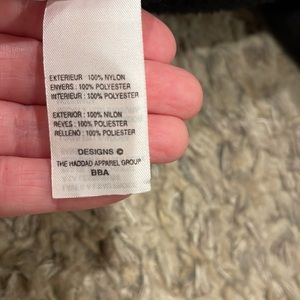 EXTERIEUR : 100% NYLON
ENVERS : 100% POLYESTER
INTERIEUR : 100% POLYESTER
EXTERIOR : 100% NILON
REVES : 100% POLIESTER
RELLENO : 100% POLIESTER
DESIGNS ©
THE HADDAD APPAREL GROUP
BBA